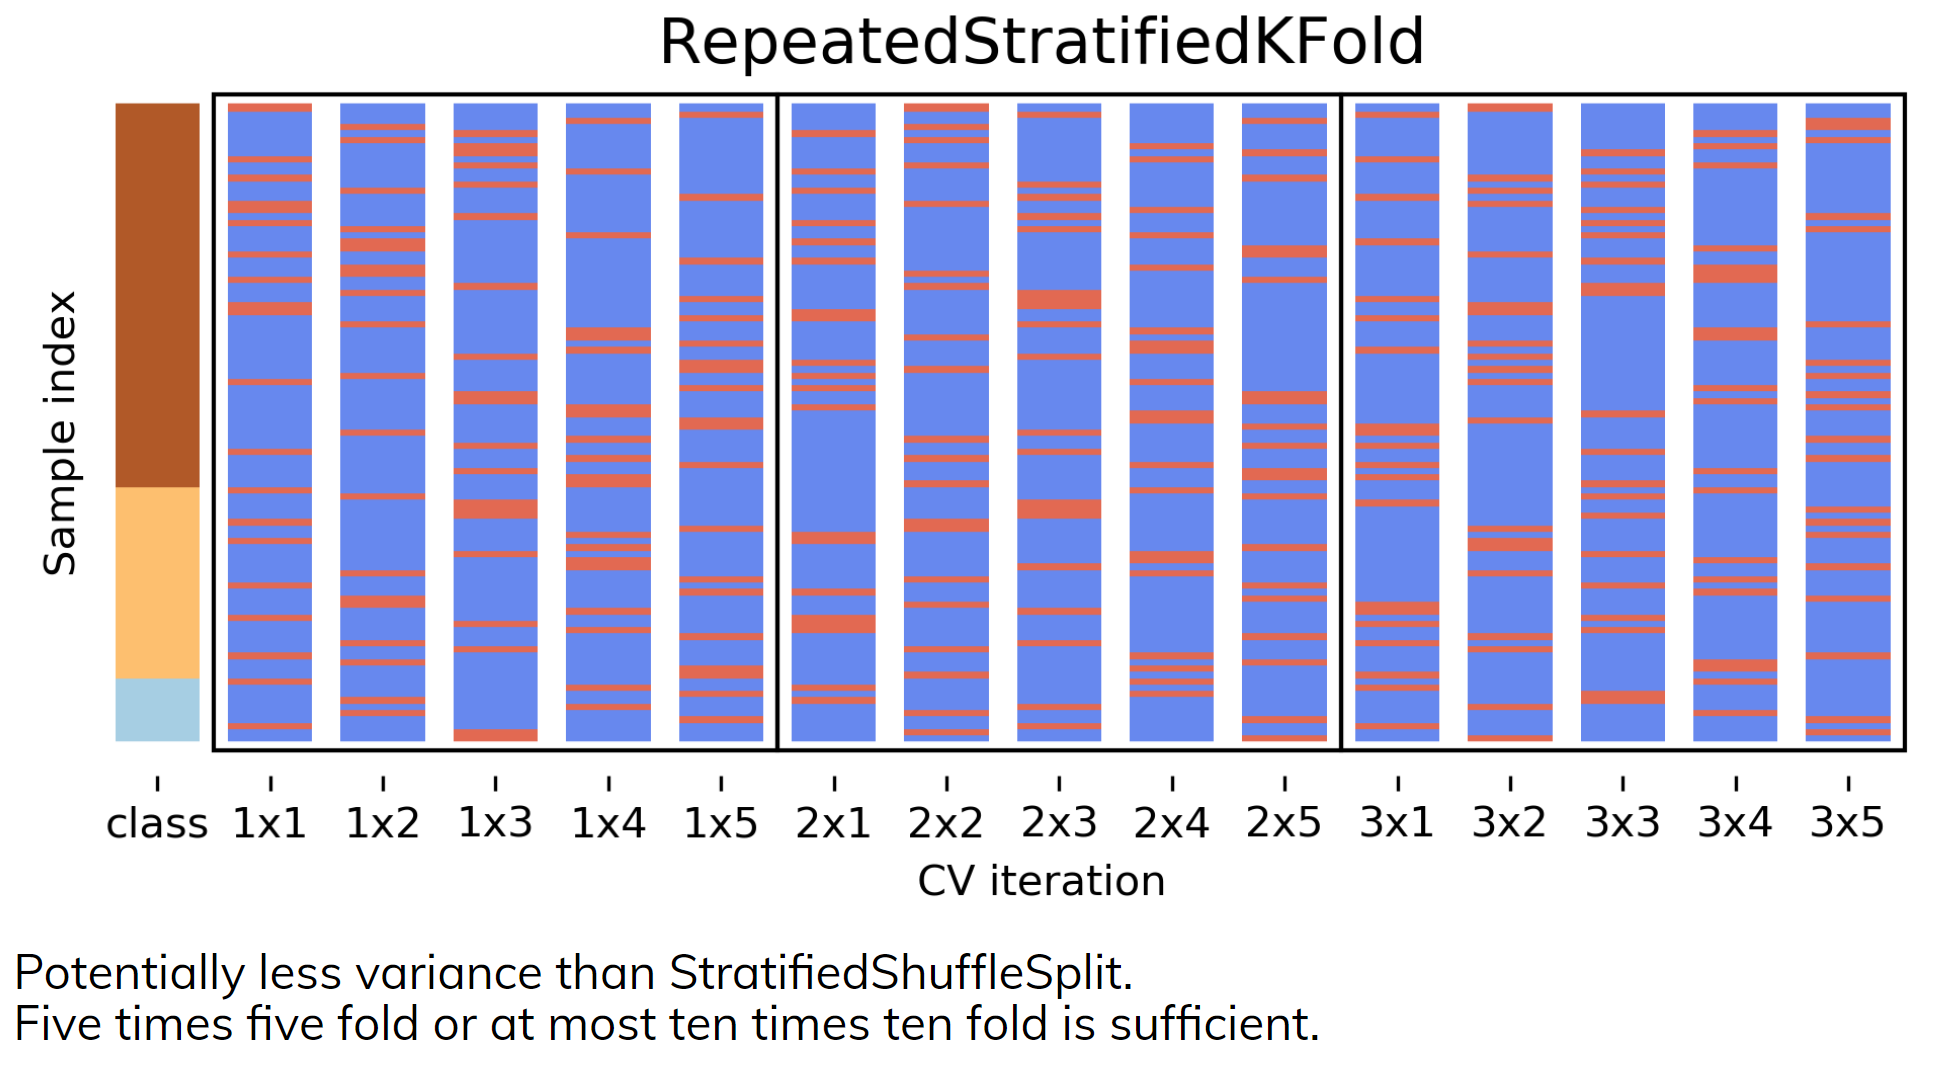 RepeatedStratifiedKFold
Sample index
class 1x1 1x2 1x3 1x4 1x5 2x1 2x2 2x3 2x4 2x5 3x1 3x2 3x3 3x4 3x5
CV iteration
Potentially less variance than StratifiedShuffleSplit.
Five times five fold or at most ten times ten fold is sufficient.